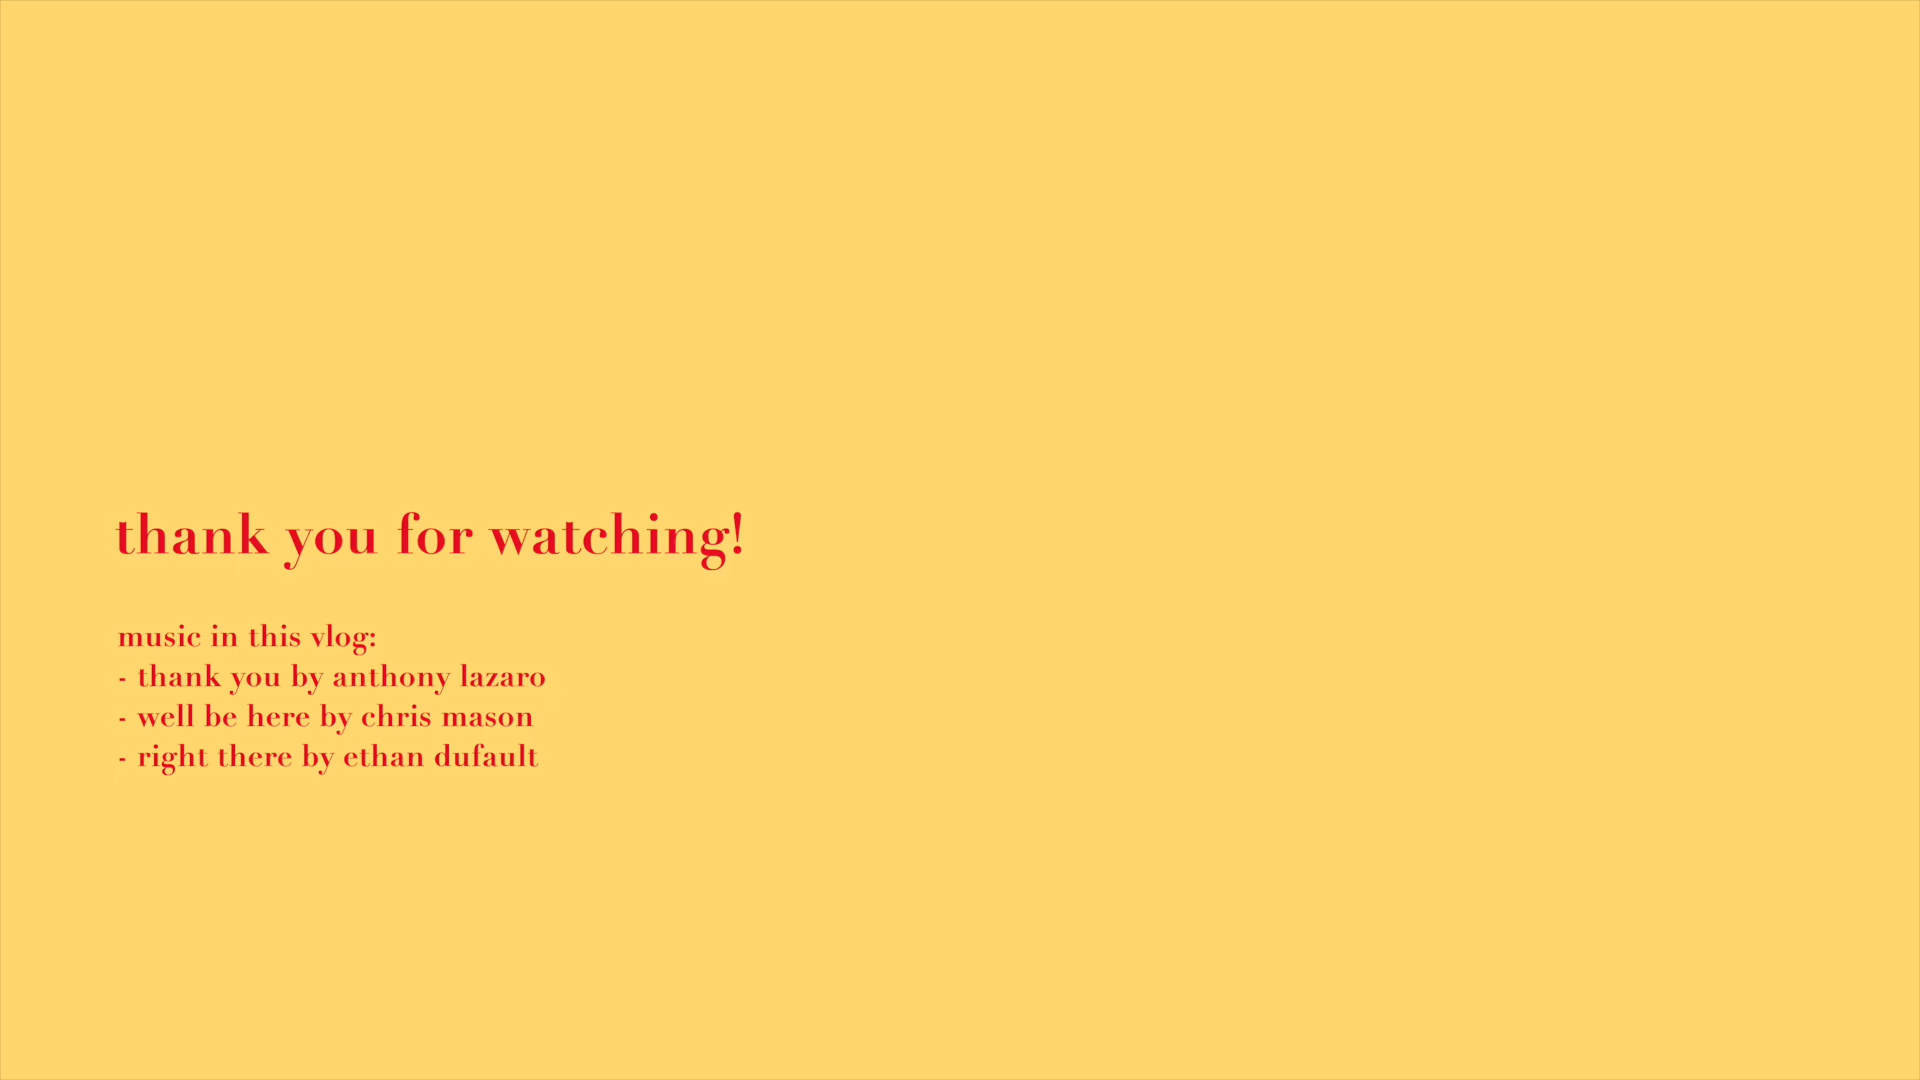 thank you for watching!
music in this vlog:
- thank you by anthony lazaro
- well be here by chris mason
- right there by ethan dufault